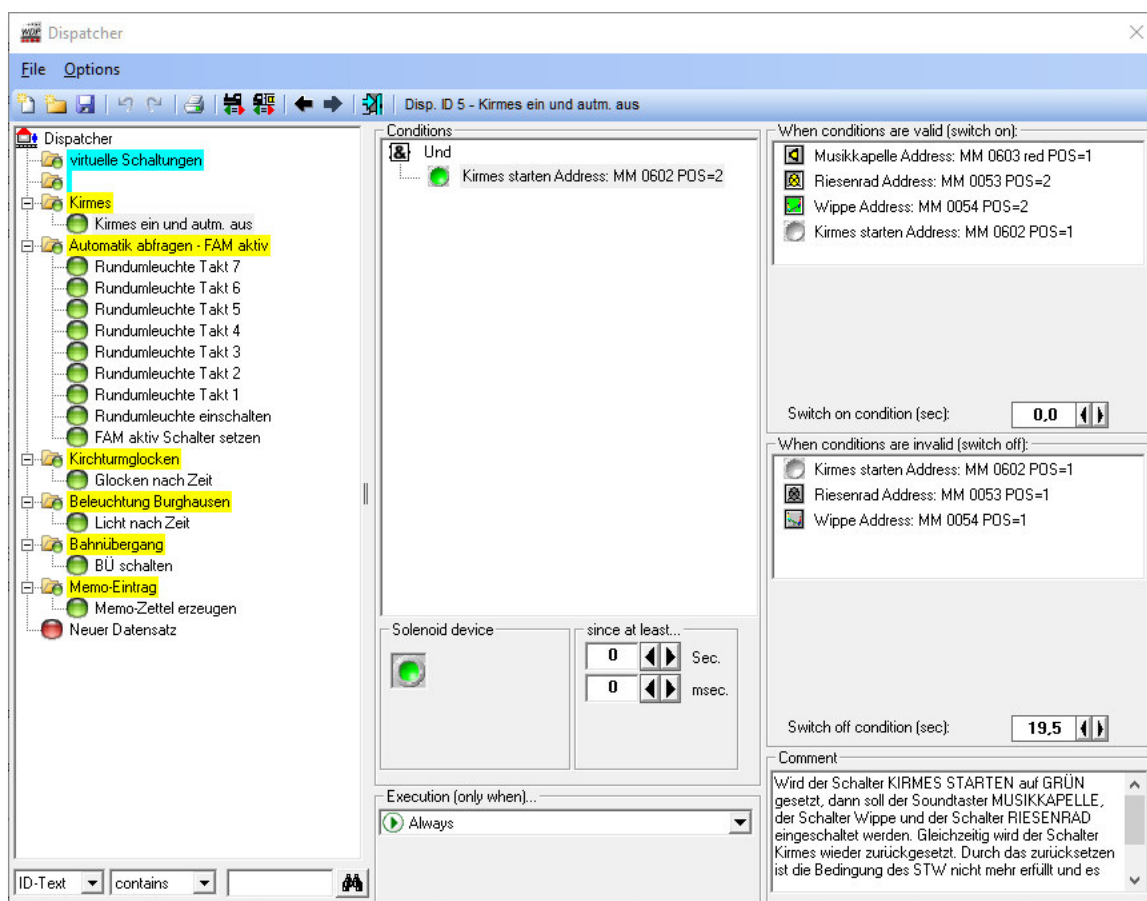 WDP Dispatcher
File Options
Disp. ID 5 - Kirmes ein und autm. aus
Dispatcher
virtuelle Schaltungen
Kirmes
Kirmes ein und autm. aus
Automatik abfragen - FAM aktiv
Rundumleuchte Takt 7
Rundumleuchte Takt 6
Rundumleuchte Takt 5
Rundumleuchte Takt 4
Rundumleuchte Takt 3
Rundumleuchte Takt 2
Rundumleuchte Takt 1
Rundumleuchte einschalten
FAM aktiv Schalter setzen
Kirchturmglocken
Glocken nach Zeit
Beleuchtung Burghausen
Licht nach Zeit
Bahnübergang
BÜ schalten
Memo-Eintrag
Memo-Zettel erzeugen
Neuer Datensatz
ID-Text contains
Conditions
& Und
Kirmes starten Address: MM 0602 POS=2
Solenoid device
since at least...
0 Sec.
0 msec.
Execution (only when)...
Always
When conditions are valid (switch on):
Musikkapelle Address: MM 0603 red POS=1
Riesenrad Address: MM 0053 POS=2
Wippe Address: MM 0054 POS=2
Kirmes starten Address: MM 0602 POS=1
Switch on condition (sec): 0,0
When conditions are invalid (switch off):
Kirmes starten Address: MM 0602 POS=1
Riesenrad Address: MM 0053 POS=1
Wippe Address: MM 0054 POS=1
Switch off condition (sec): 19,5
Comment
Wird der Schalter KIRMES STARTEN auf GRÜN
gesetzt, dann soll der Soundtaster MUSIKKAPELLE,
der Schalter Wippe und der Schalter RIESENRAD
eingeschaltet werden. Gleichzeitig wird der Schalter
Kirmes wieder zurückgesetzt. Durch das zurücksetzen
ist die Bedingung des STW nicht mehr erfüllt und es